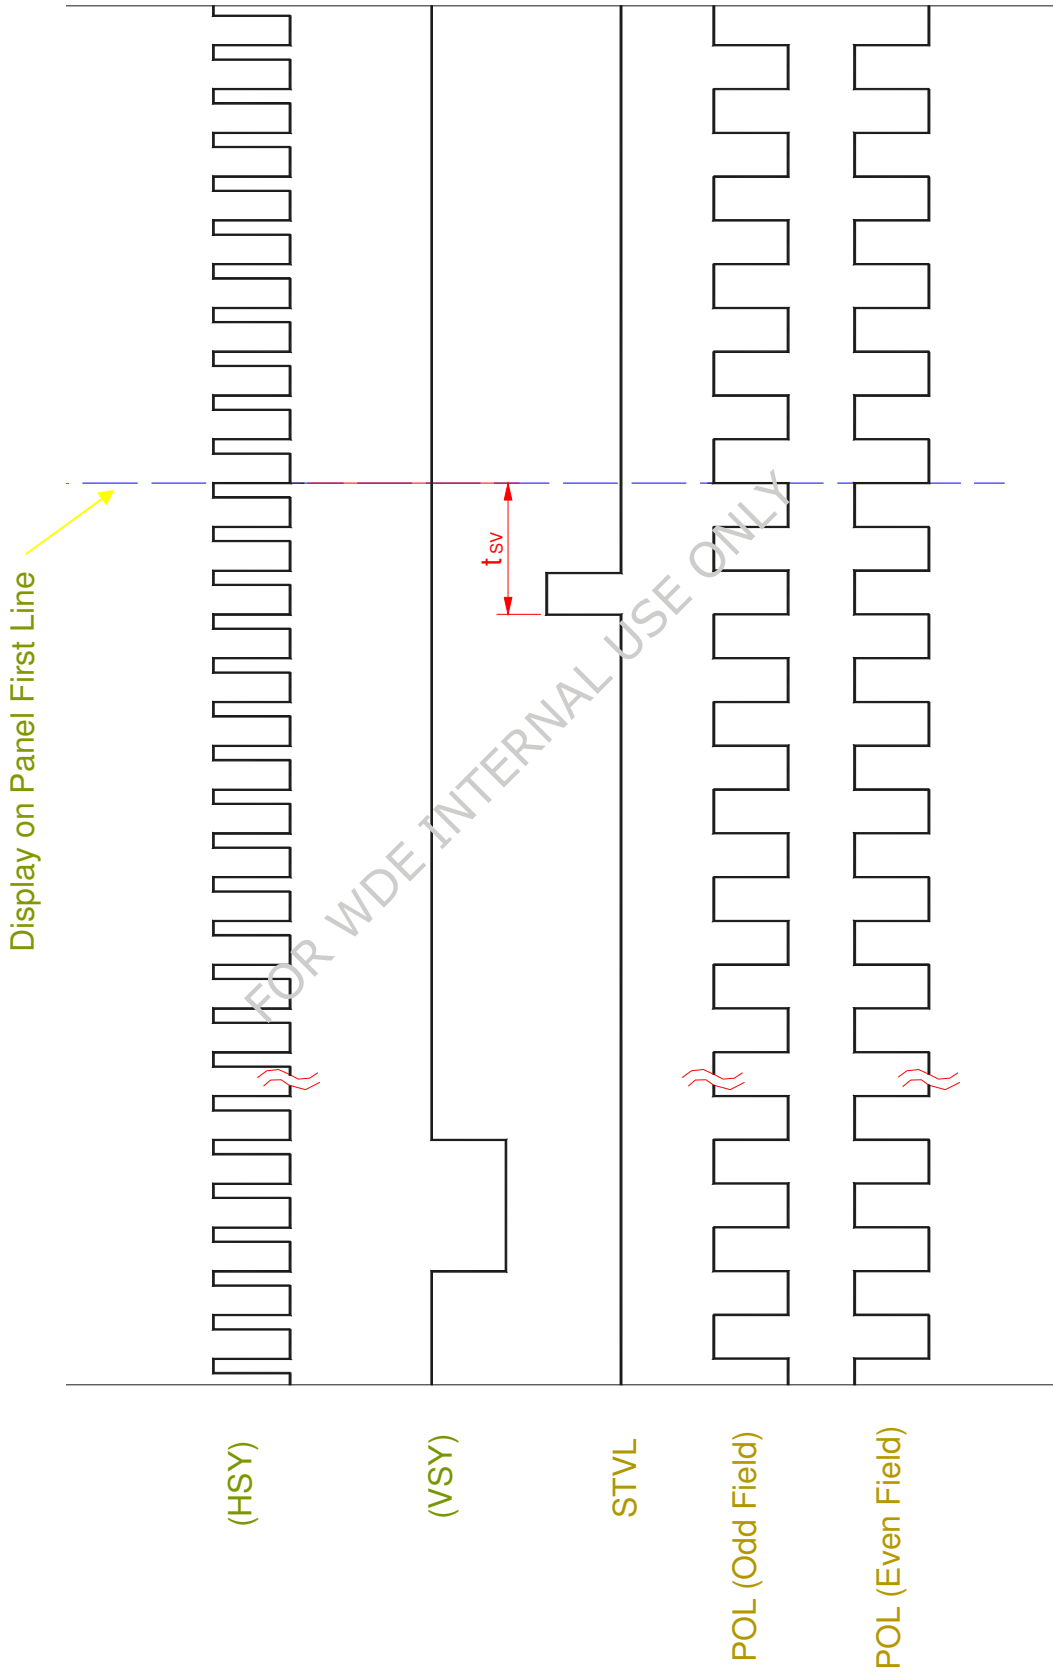 Display on Panel First Line
(HSY)
(VSY)
STVL
POL (Odd Field)
POL (Even Field)
tsv
FOR WDE INTERNAL USE ONLY